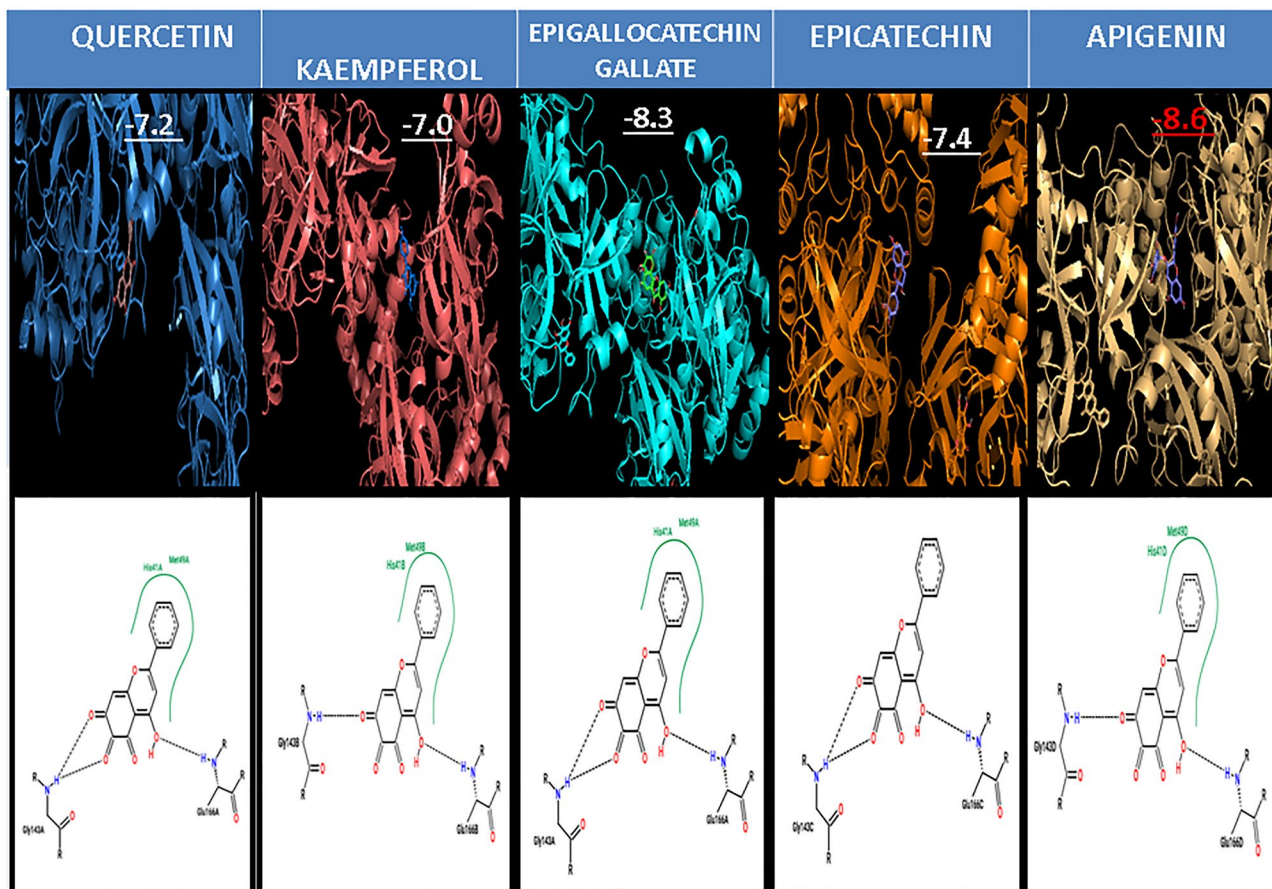 QUERCETIN
KAEMPFEROL
EPIGALLOCATECHIN
GALLATE
EPICATECHIN
APIGENIN
-7.2
-7.0
-8.3
-7.4
-8.6
His41A
Met49A
O
O
O
O
O
H
R
N
H
Gly143A
O
R
H
N
R
R
Glu166A
O
His41B
Met49B
O
R
N
H
O
Gly143B
O
R
O
O
O
H
H
N
R
R
Glu166B
O
His41A
Met49A
O
O
O
O
O
H
R
N
H
Gly143A
O
R
H
N
R
R
Glu166A
O
O
O
O
O
O
H
R
N
H
Gly143C
O
R
H
N
R
R
Glu166C
O
His41D
Met49D
O
R
N
H
O
Gly143D
O
R
O
O
O
H
H
N
R
R
Glu166D
O